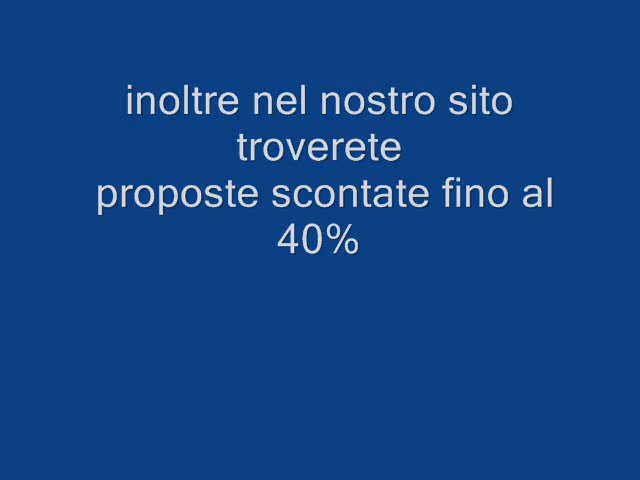 inoltre nel nostro sito
troverete
proposte scontate fino al
40%